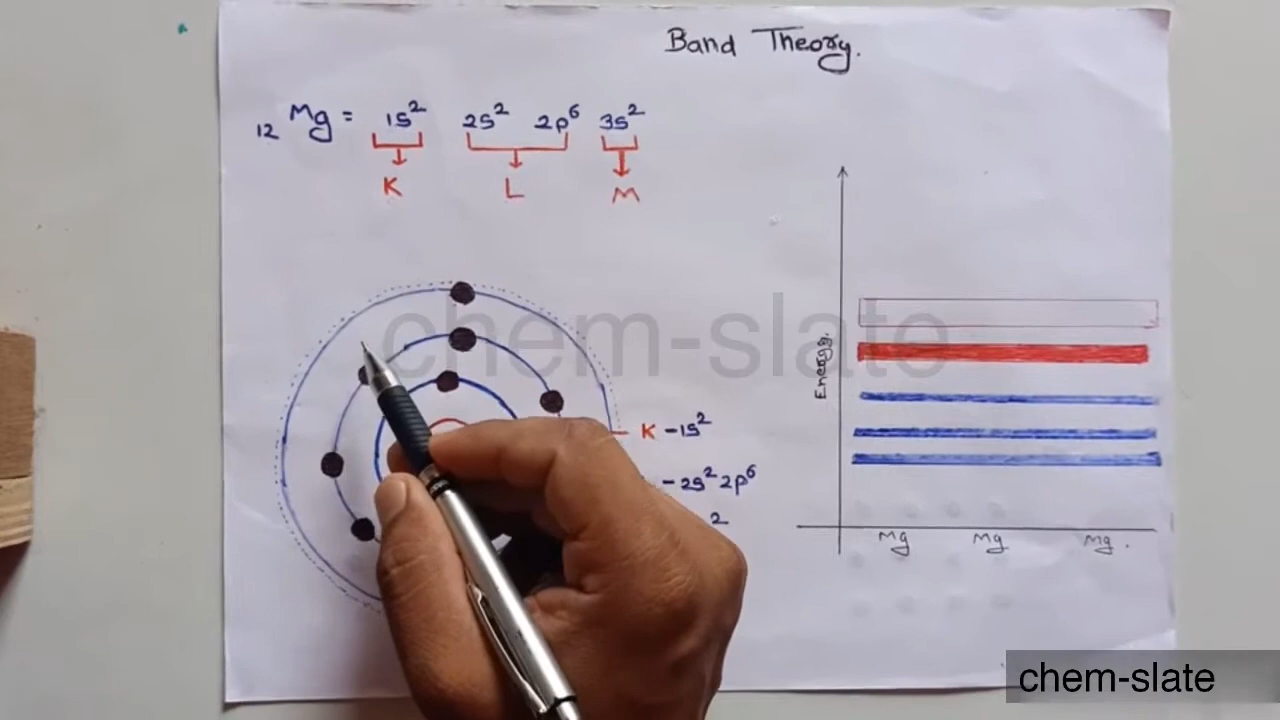 Band Theory.
12 Mg = 1s² 2s² 2p⁶ 3s²
K L M
chem-slate
K - 1s²
- 2s² 2p⁶
2
Energy.
Mg Mg Mg.
chem-slate